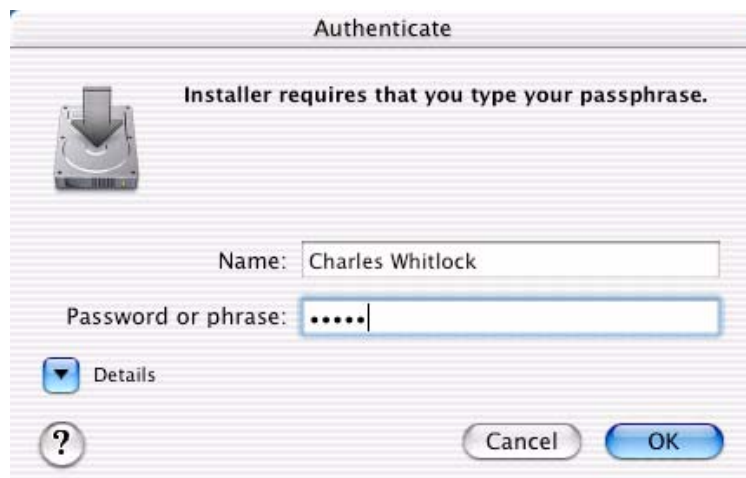 Authenticate
Installer requires that you type your passphrase.
Name: Charles Whitlock
Password or phrase: •••••
Details
?
Cancel
OK